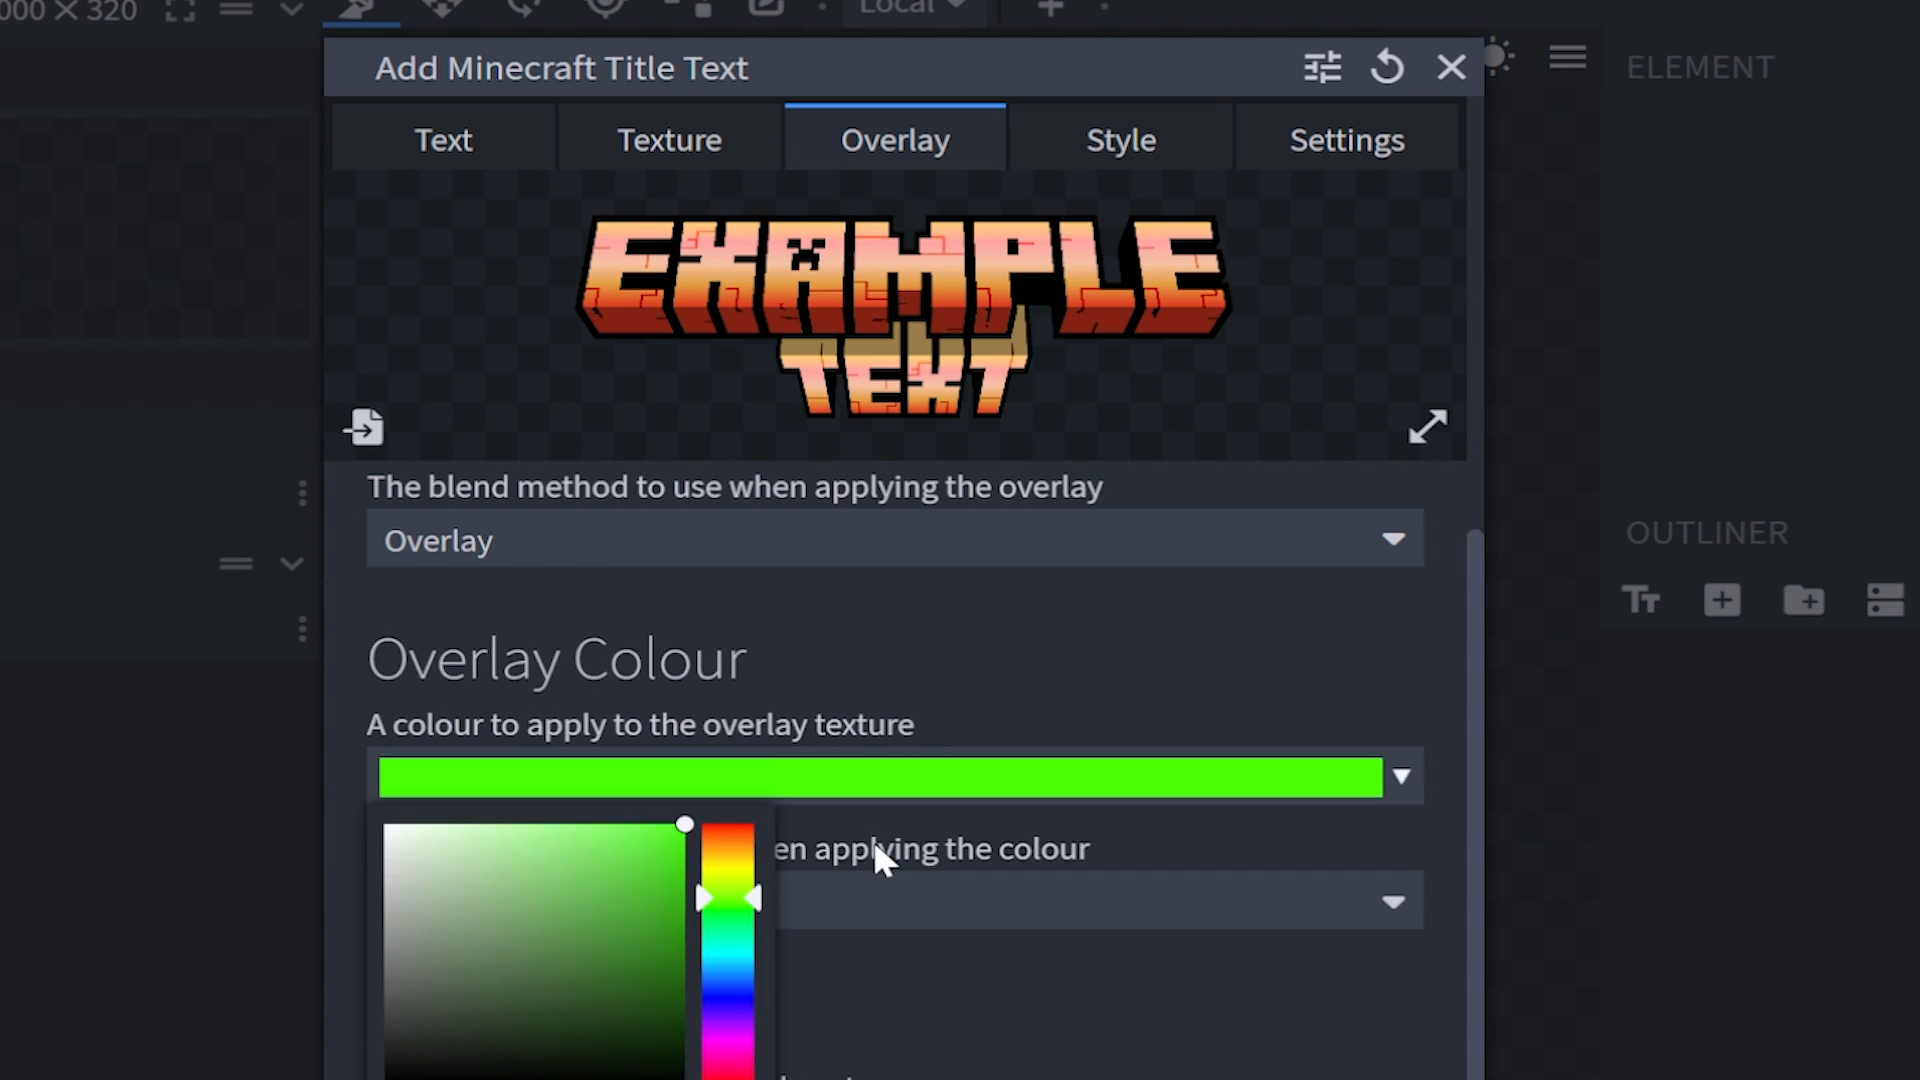 000 × 320
Local
Add Minecraft Title Text
ELEMENT
Text
Texture
Overlay
Style
Settings
EXAMPLE
TEXT
The blend method to use when applying the overlay
Overlay
OUTLINER
Overlay Colour
A colour to apply to the overlay texture
en applying the colour